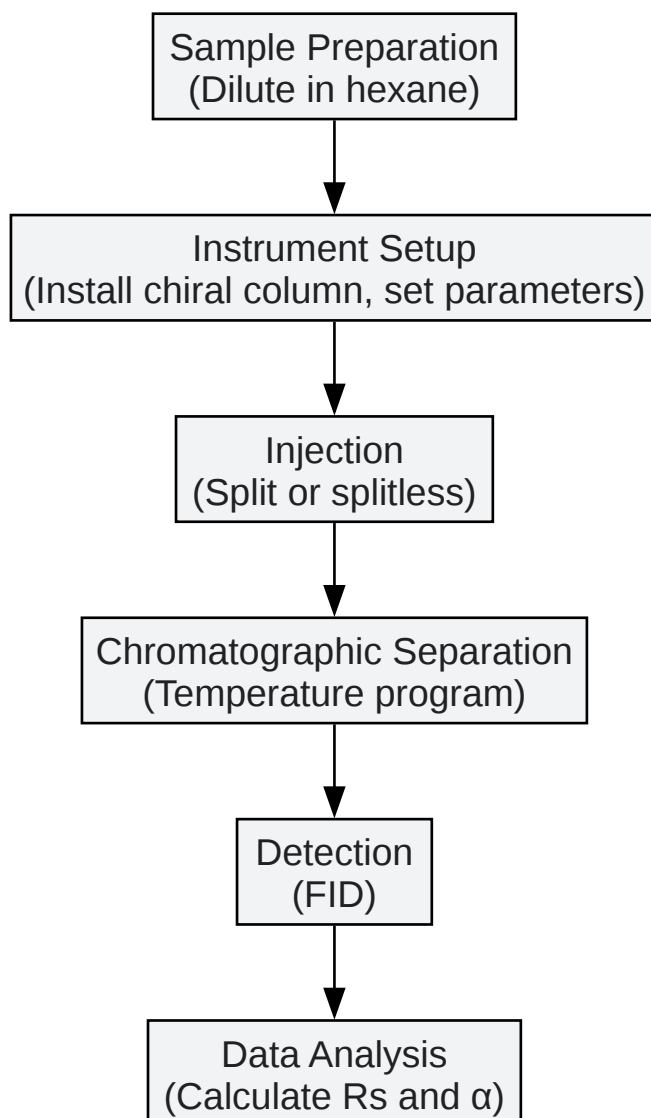 Sample Preparation
(Dilute in hexane)
Instrument Setup
(Install chiral column, set parameters)
Injection
(Split or splitless)
Chromatographic Separation
(Temperature program)
Detection
(FID)
Data Analysis
(Calculate Rs and α)